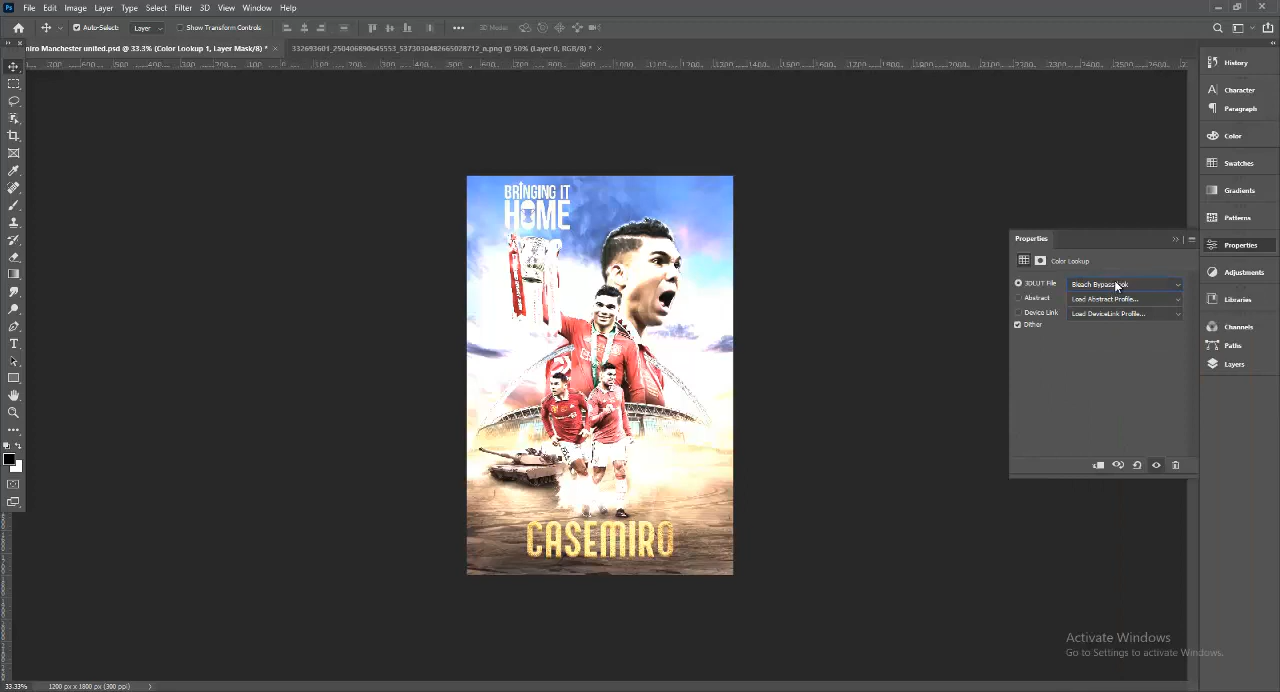 Ps File Edit Image Layer Type Select Filter 3D View Window Help
Auto-Select: Layer Show Transform Controls 3D Mode
iro Manchester united.psd @ 33.3% (Color Lookup 1, Layer Mask/8) * × 332693601_250406890645553_5373030482665028712_n.png @ 50% (Layer 0, RGB/8) * ×
History
Character
Paragraph
Color
Swatches
Gradients
Patterns
Properties
Adjustments
Libraries
Channels
Paths
Layers
Properties
Color Lookup
3DLUT File Bleach Bypass
Abstract Load Abstract Profile...
Device Link Load DeviceLink Profile...
Dither
BRINGING IT
HOME
CASEMIRO
Activate Windows
Go to Settings to activate Windows.
33.33% 1200 px x 1800 px (300 ppi)